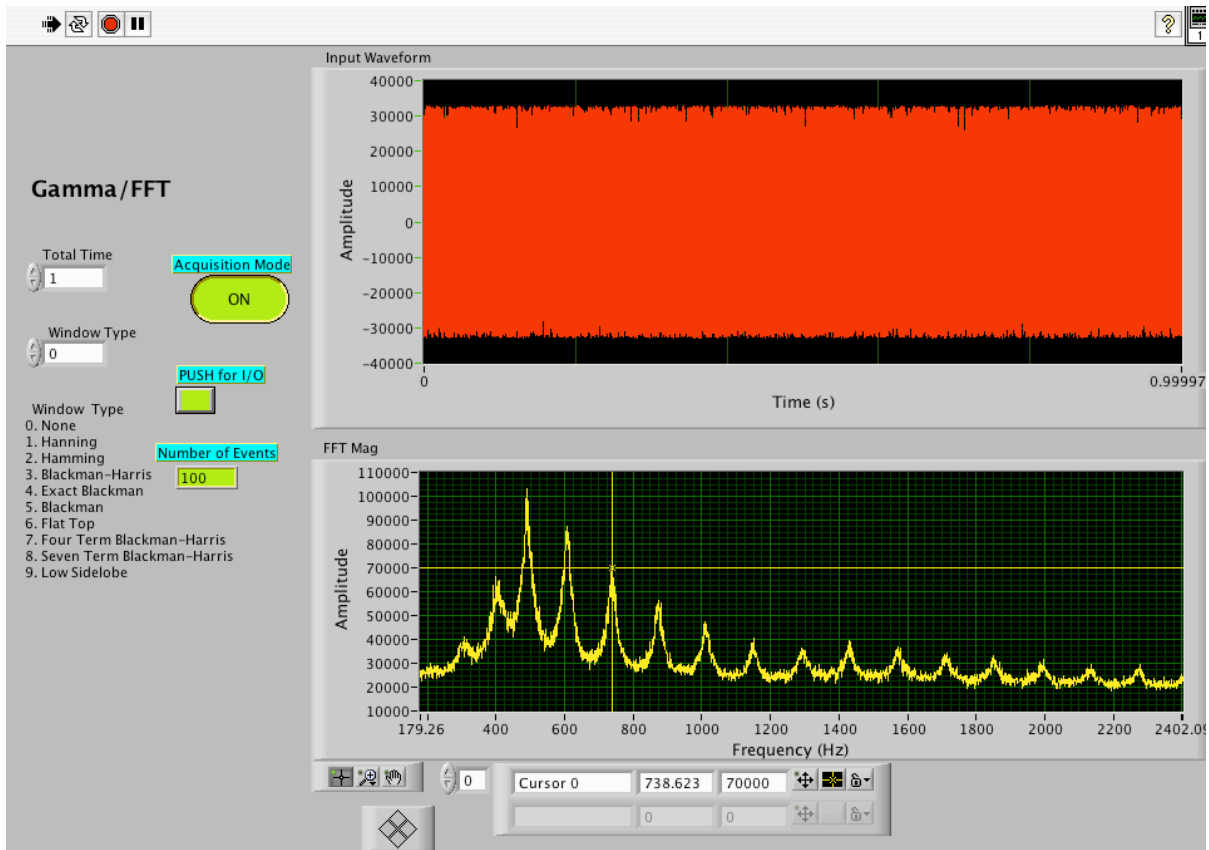 1
Input Waveform
40000
30000
20000
10000
0
-10000
-20000
-30000
-40000
Amplitude
0
0.99997
Time (s)
Gamma/FFT
Total Time
1
Acquisition Mode
ON
Window Type
0
PUSH for I/O
Window Type
0. None
1. Hanning
2. Hamming
3. Blackman-Harris
4. Exact Blackman
5. Blackman
6. Flat Top
7. Four Term Blackman-Harris
8. Seven Term Blackman-Harris
9. Low Sidelobe
Number of Events
100
FFT Mag
110000
100000
90000
80000
70000
60000
50000
40000
30000
20000
10000
Amplitude
179.26 400 600 800 1000 1200 1400 1600 1800 2000 2200 2402.09
Frequency (Hz)
0
Cursor 0 738.623 70000
0 0